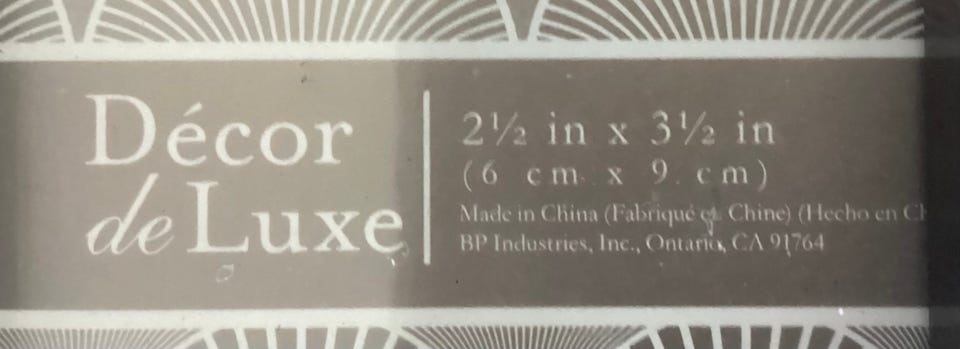 Décor
de Luxe
2½ in x 3½ in
(6 cm x 9 cm)
Made in China (Fabriqué Chine) (Hecho en
BP Industries, Inc., Ontario, CA 91764